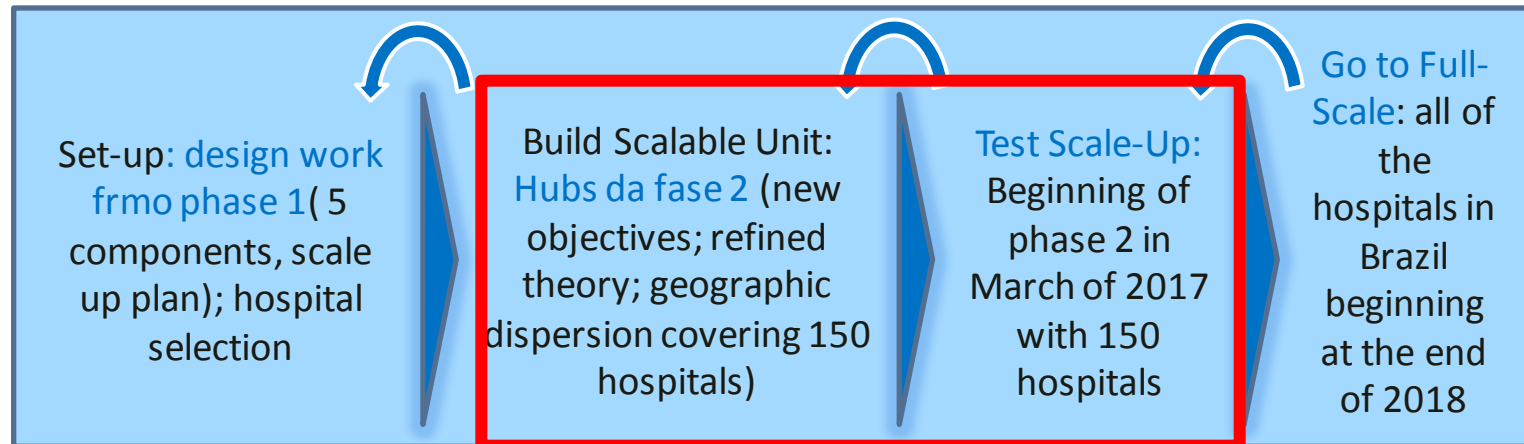 Set-up: design work
frmo phase 1( 5
components, scale
up plan); hospital
selection
Build Scalable Unit:
Hubs da fase 2 (new
objectives; refined
theory; geographic
dispersion covering 150
hospitals)
Test Scale-Up:
Beginning of
phase 2 in
March of 2017
with 150
hospitals
Go to Full-
Scale: all of
the
hospitals in
Brazil
beginning
at the end
of 2018